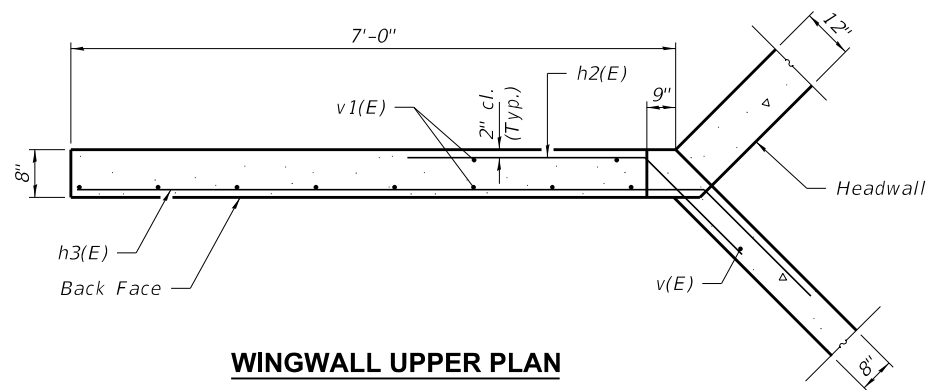 7'-0"
12"
h2(E)
v1(E)
2" cl.
(Typ.)
9"
8"
Headwall
h3(E)
Back Face
v(E)
8"
WINGWALL UPPER PLAN